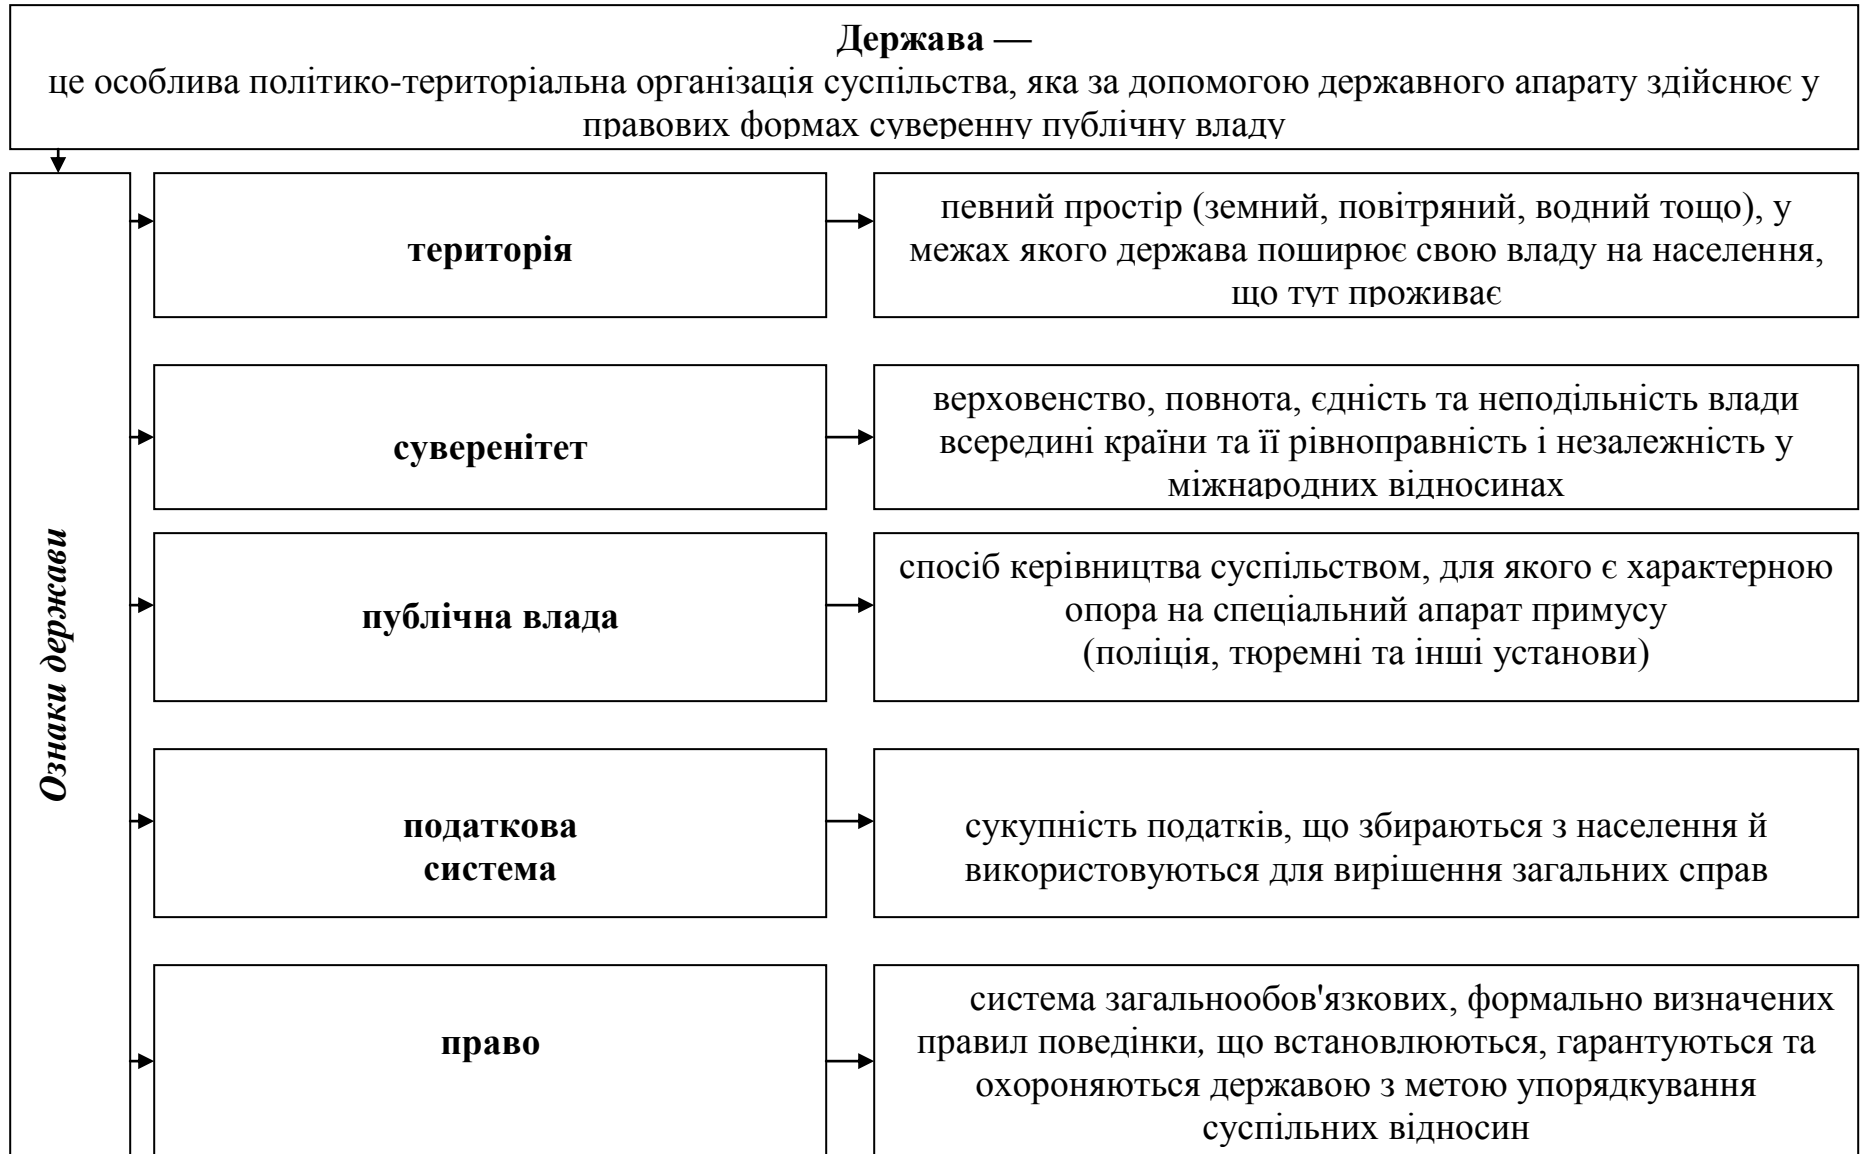 Держава —
це особлива політико-територіальна організація суспільства, яка за допомогою державного апарату здійснює у
правових формах суверенну публічну владу
Ознаки держави
територія
певний простір (земний, повітряний, водний тощо), у
межах якого держава поширює свою владу на населення,
що тут проживає
суверенітет
верховенство, повнота, єдність та неподільність влади
всередині країни та її рівноправність і незалежність у
міжнародних відносинах
публічна влада
спосіб керівництва суспільством, для якого є характерною
опора на спеціальний апарат примусу
(поліція, тюремні та інші установи)
податкова
система
сукупність податків, що збираються з населення й
використовуються для вирішення загальних справ
право
система загальнообов'язкових, формально визначених
правил поведінки, що встановлюються, гарантуються та
охороняються державою з метою упорядкування
суспільних відносин